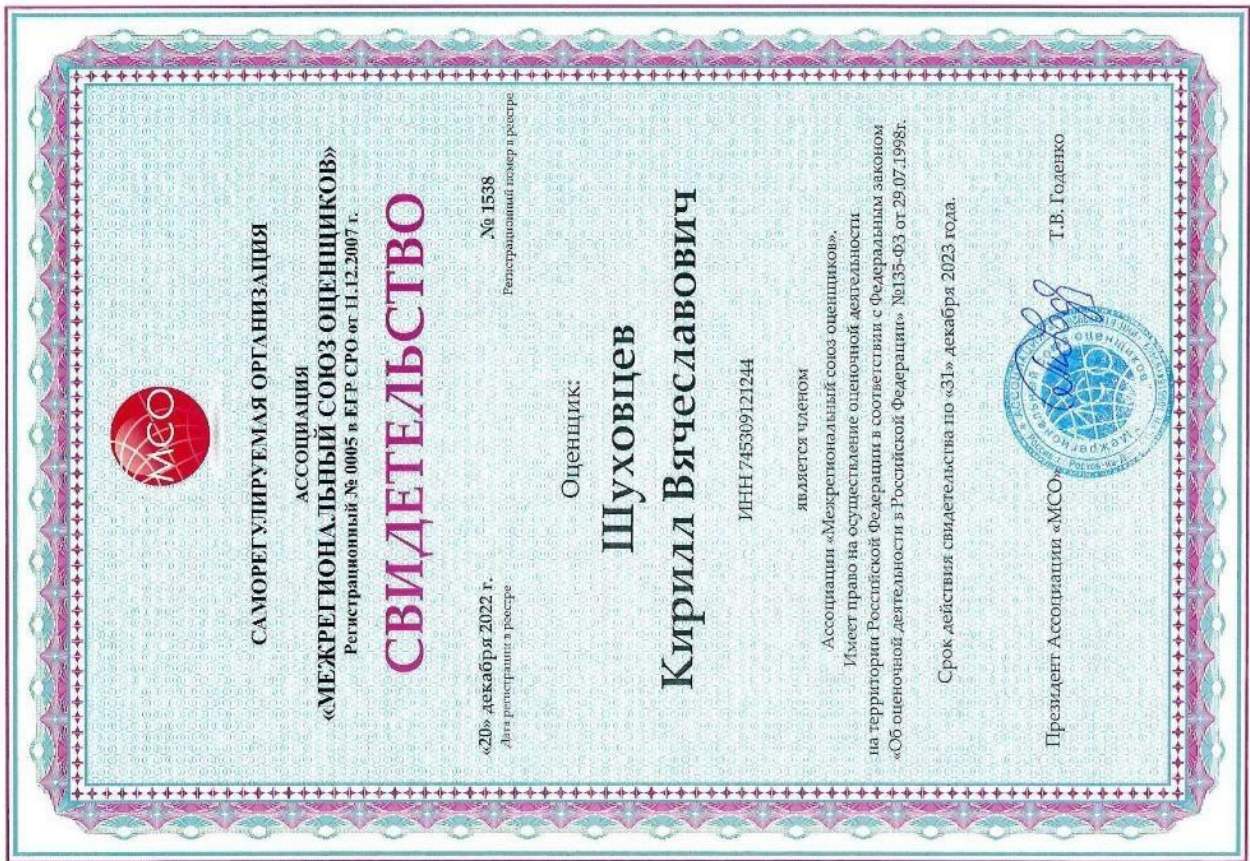 МСО
САМОРЕГУЛИРУЕМАЯ ОРГАНИЗАЦИЯ
АССОЦИАЦИЯ
«МЕЖРЕГИОНАЛЬНЫЙ СОЮЗ ОЦЕНЩИКОВ»
Регистрационный № 0005 в ЕГР СРО от 11.12.2007 г.
СВИДЕТЕЛЬСТВО
«20» декабря 2022 г. № 1538
Дата регистрации в реестре Регистрационный номер в реестре
Оценщик:
Шуховцев
Кирилл Вячеславович
ИНН 745309121244
является членом
Ассоциации «Межрегиональный союз оценщиков».
Имеет право на осуществление оценочной деятельности
на территории Российской Федерации в соответствии с Федеральным законом
«Об оценочной деятельности в Российской Федерации» №135-ФЗ от 29.07.1998г.
Срок действия свидетельства по «31» декабря 2023 года.
Президент Ассоциации «МСО» Т.В. Годенко